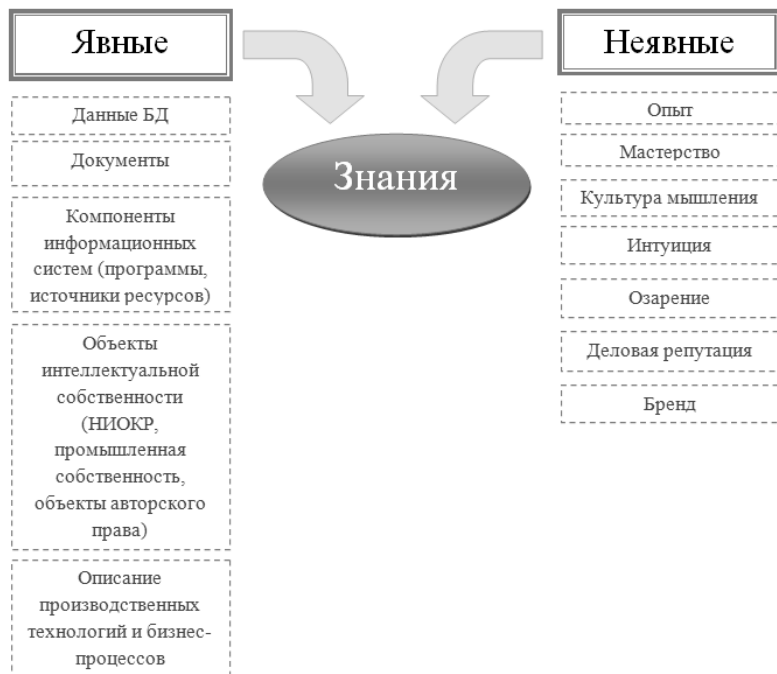 Явные
Данные БД
Документы
Компоненты
информационных
систем (программы,
источники ресурсов)
Объекты
интеллектуальной
собственности
(НИОКР,
промышленная
собственность,
объекты авторского
права)
Описание
производственных
технологий и бизнес-
процессов
Знания
Неявные
Опыт
Мастерство
Культура мышления
Интуиция
Озарение
Деловая репутация
Бренд